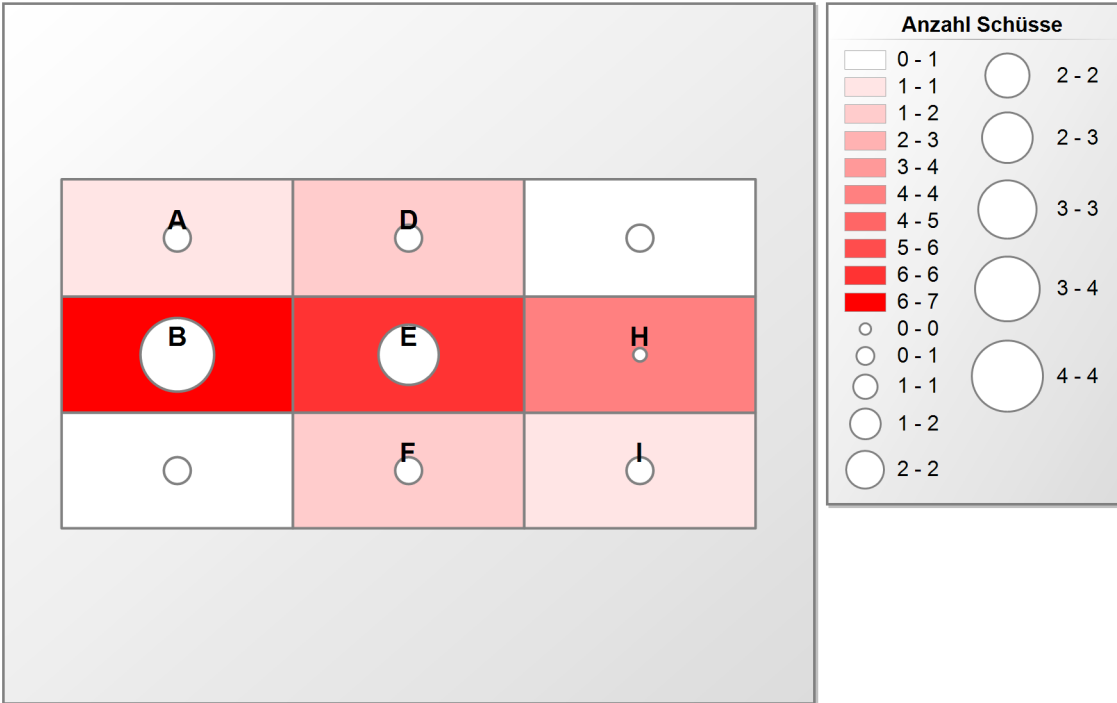 A
D
B
E
H
F
I
Anzahl Schüsse
0 - 1
1 - 1
1 - 2
2 - 3
3 - 4
4 - 4
4 - 5
5 - 6
6 - 6
6 - 7
0 - 0
0 - 1
1 - 1
1 - 2
2 - 2
2 - 2
2 - 3
3 - 3
3 - 4
4 - 4